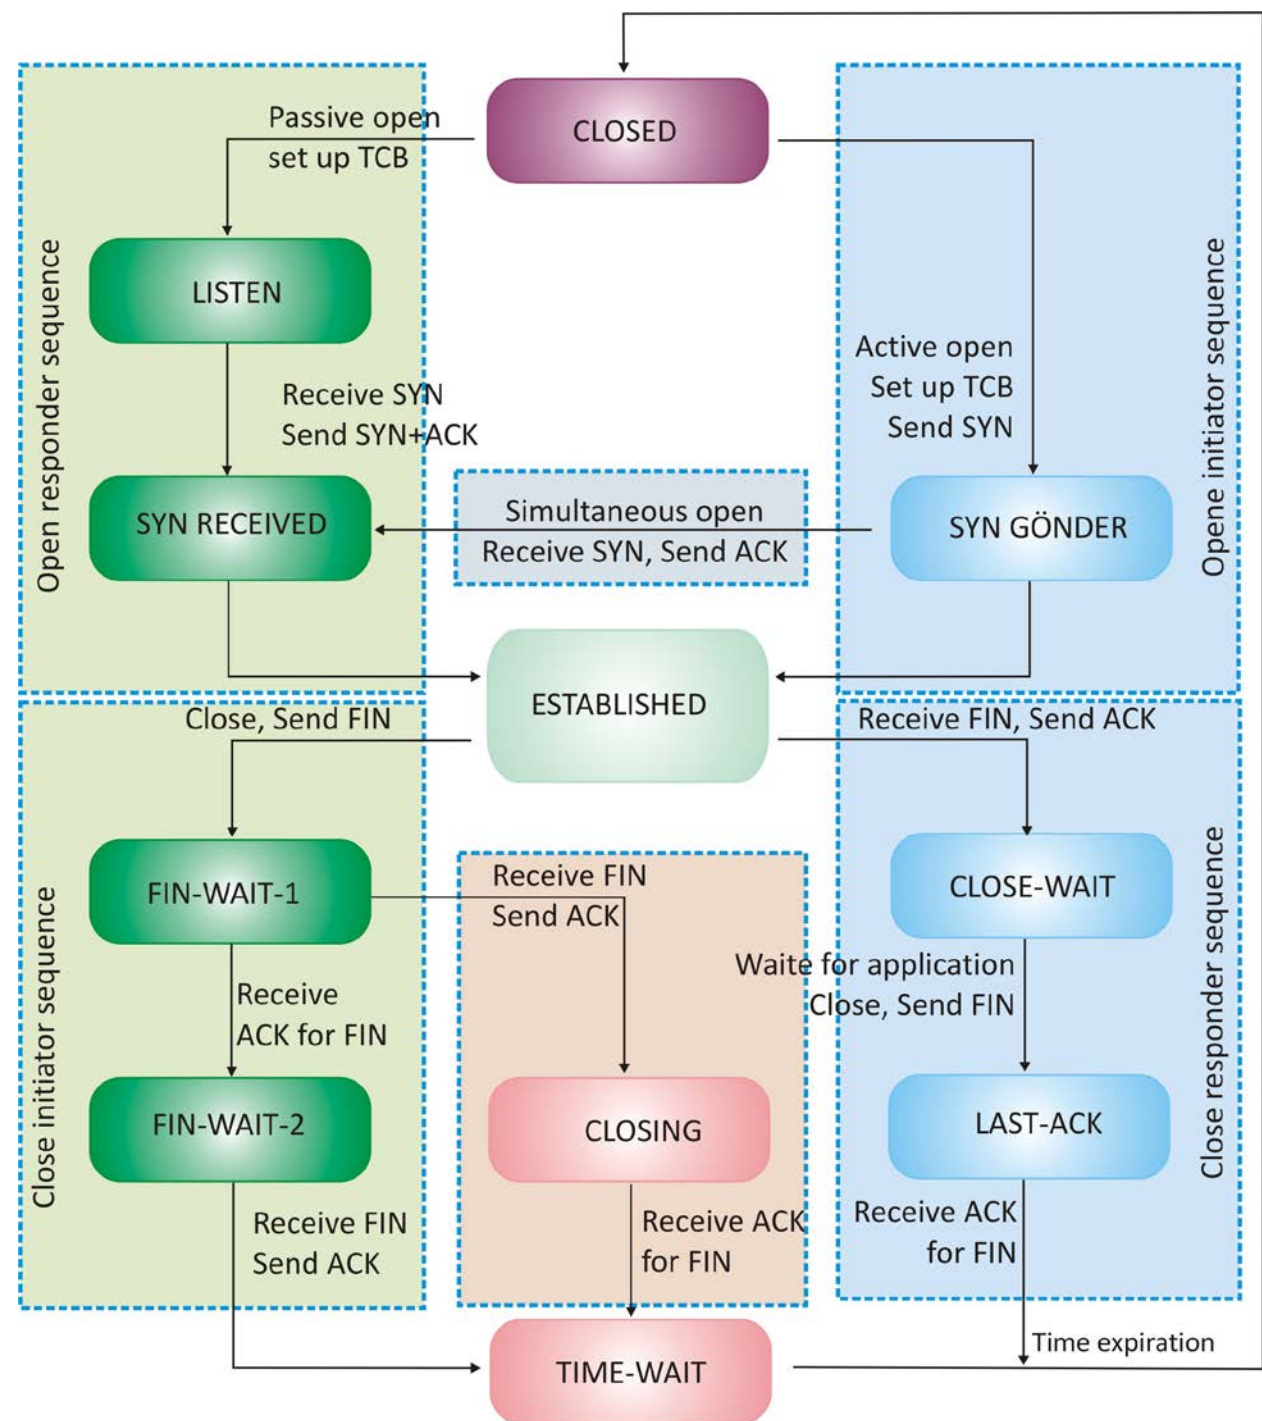 CLOSED
Passive open
set up TCB
LISTEN
Open responder sequence
Receive SYN
Send SYN+ACK
Active open
Set up TCB
Send SYN
Opene initiator sequence
SYN RECEIVED
Simultaneous open
Receive SYN, Send ACK
SYN GÖNDER
ESTABLISHED
Close, Send FIN
Receive FIN, Send ACK
FIN-WAIT-1
Receive FIN
Send ACK
CLOSE-WAIT
Close initiator sequence
Receive
ACK for FIN
Waite for application
Close, Send FIN
Close responder sequence
FIN-WAIT-2
CLOSING
LAST-ACK
Receive FIN
Send ACK
Receive ACK
for FIN
Receive ACK
for FIN
Time expiration
TIME-WAIT